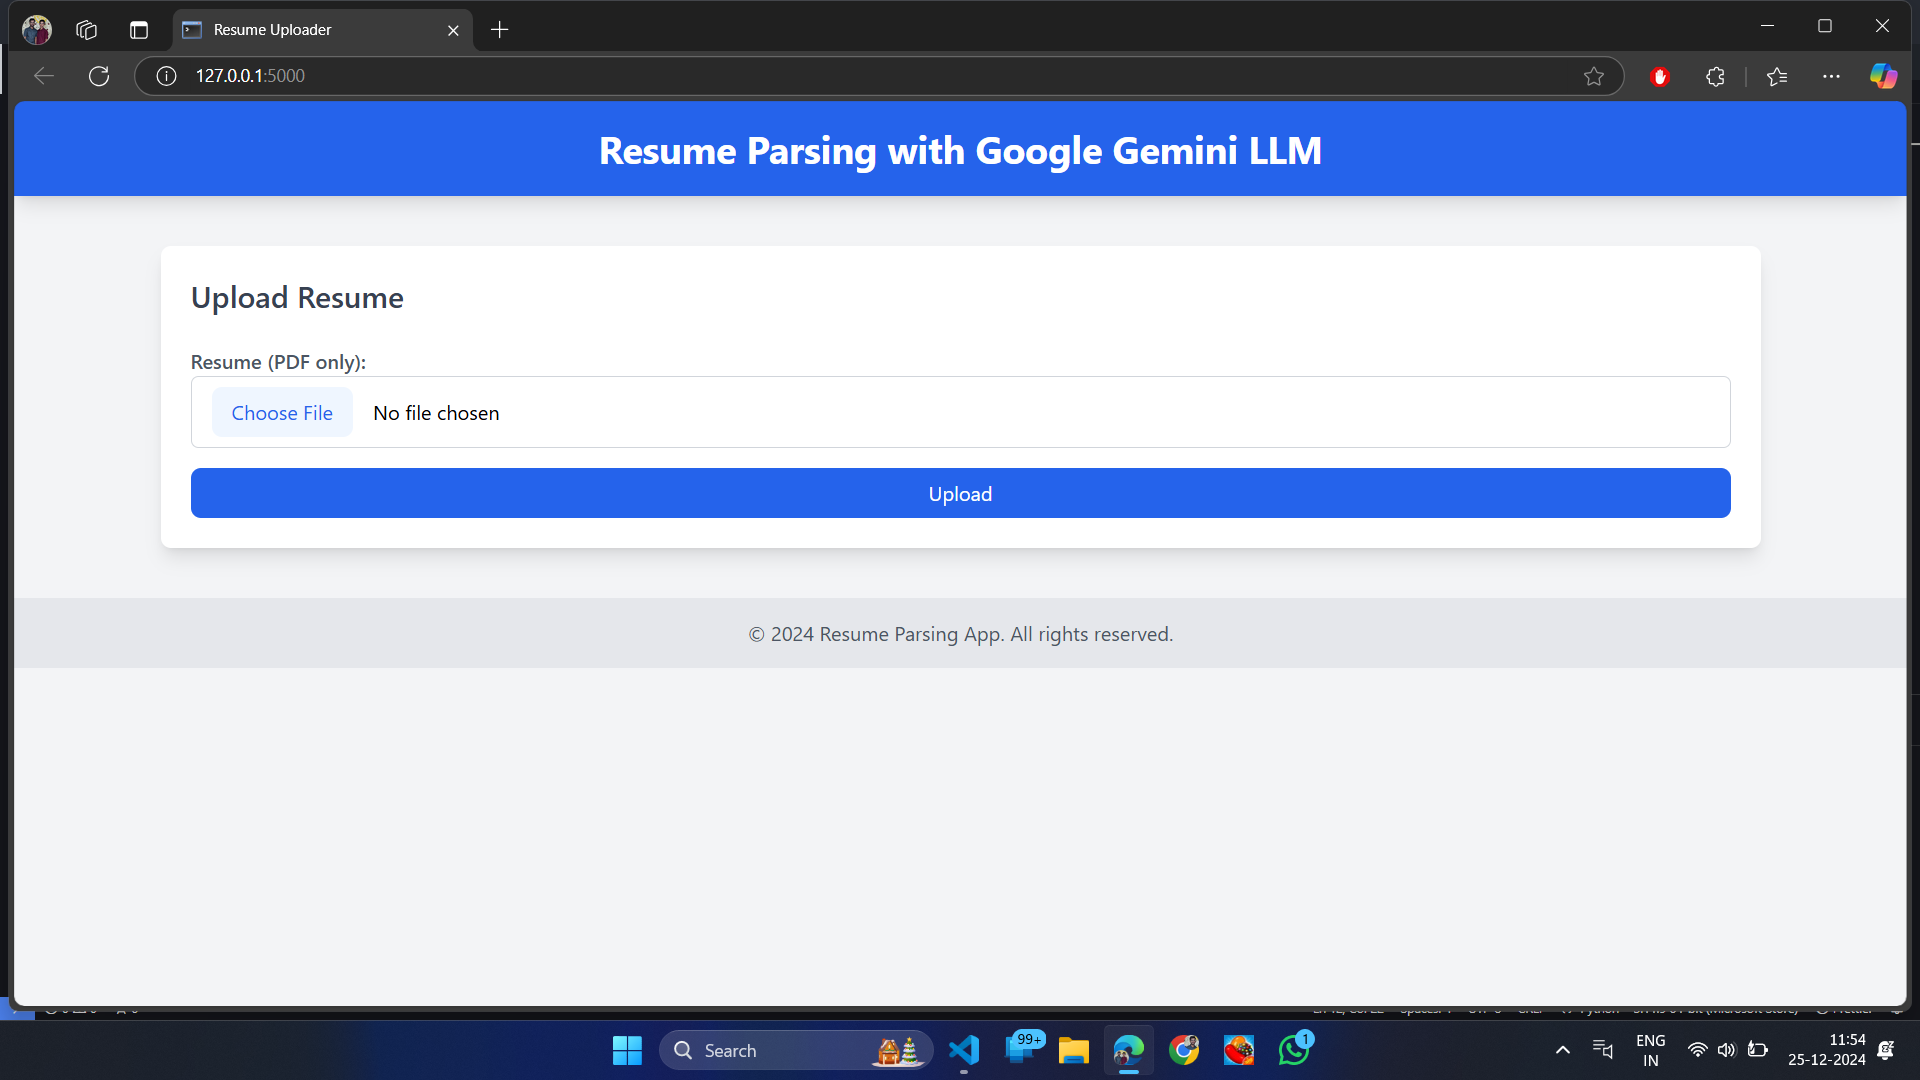 Resume Uploader
127.0.0.1:5000
Resume Parsing with Google Gemini LLM
Upload Resume
Resume (PDF only):
Choose File No file chosen
Upload
© 2024 Resume Parsing App. All rights reserved.
Search
99+
1
ENG
IN
11:54
25-12-2024